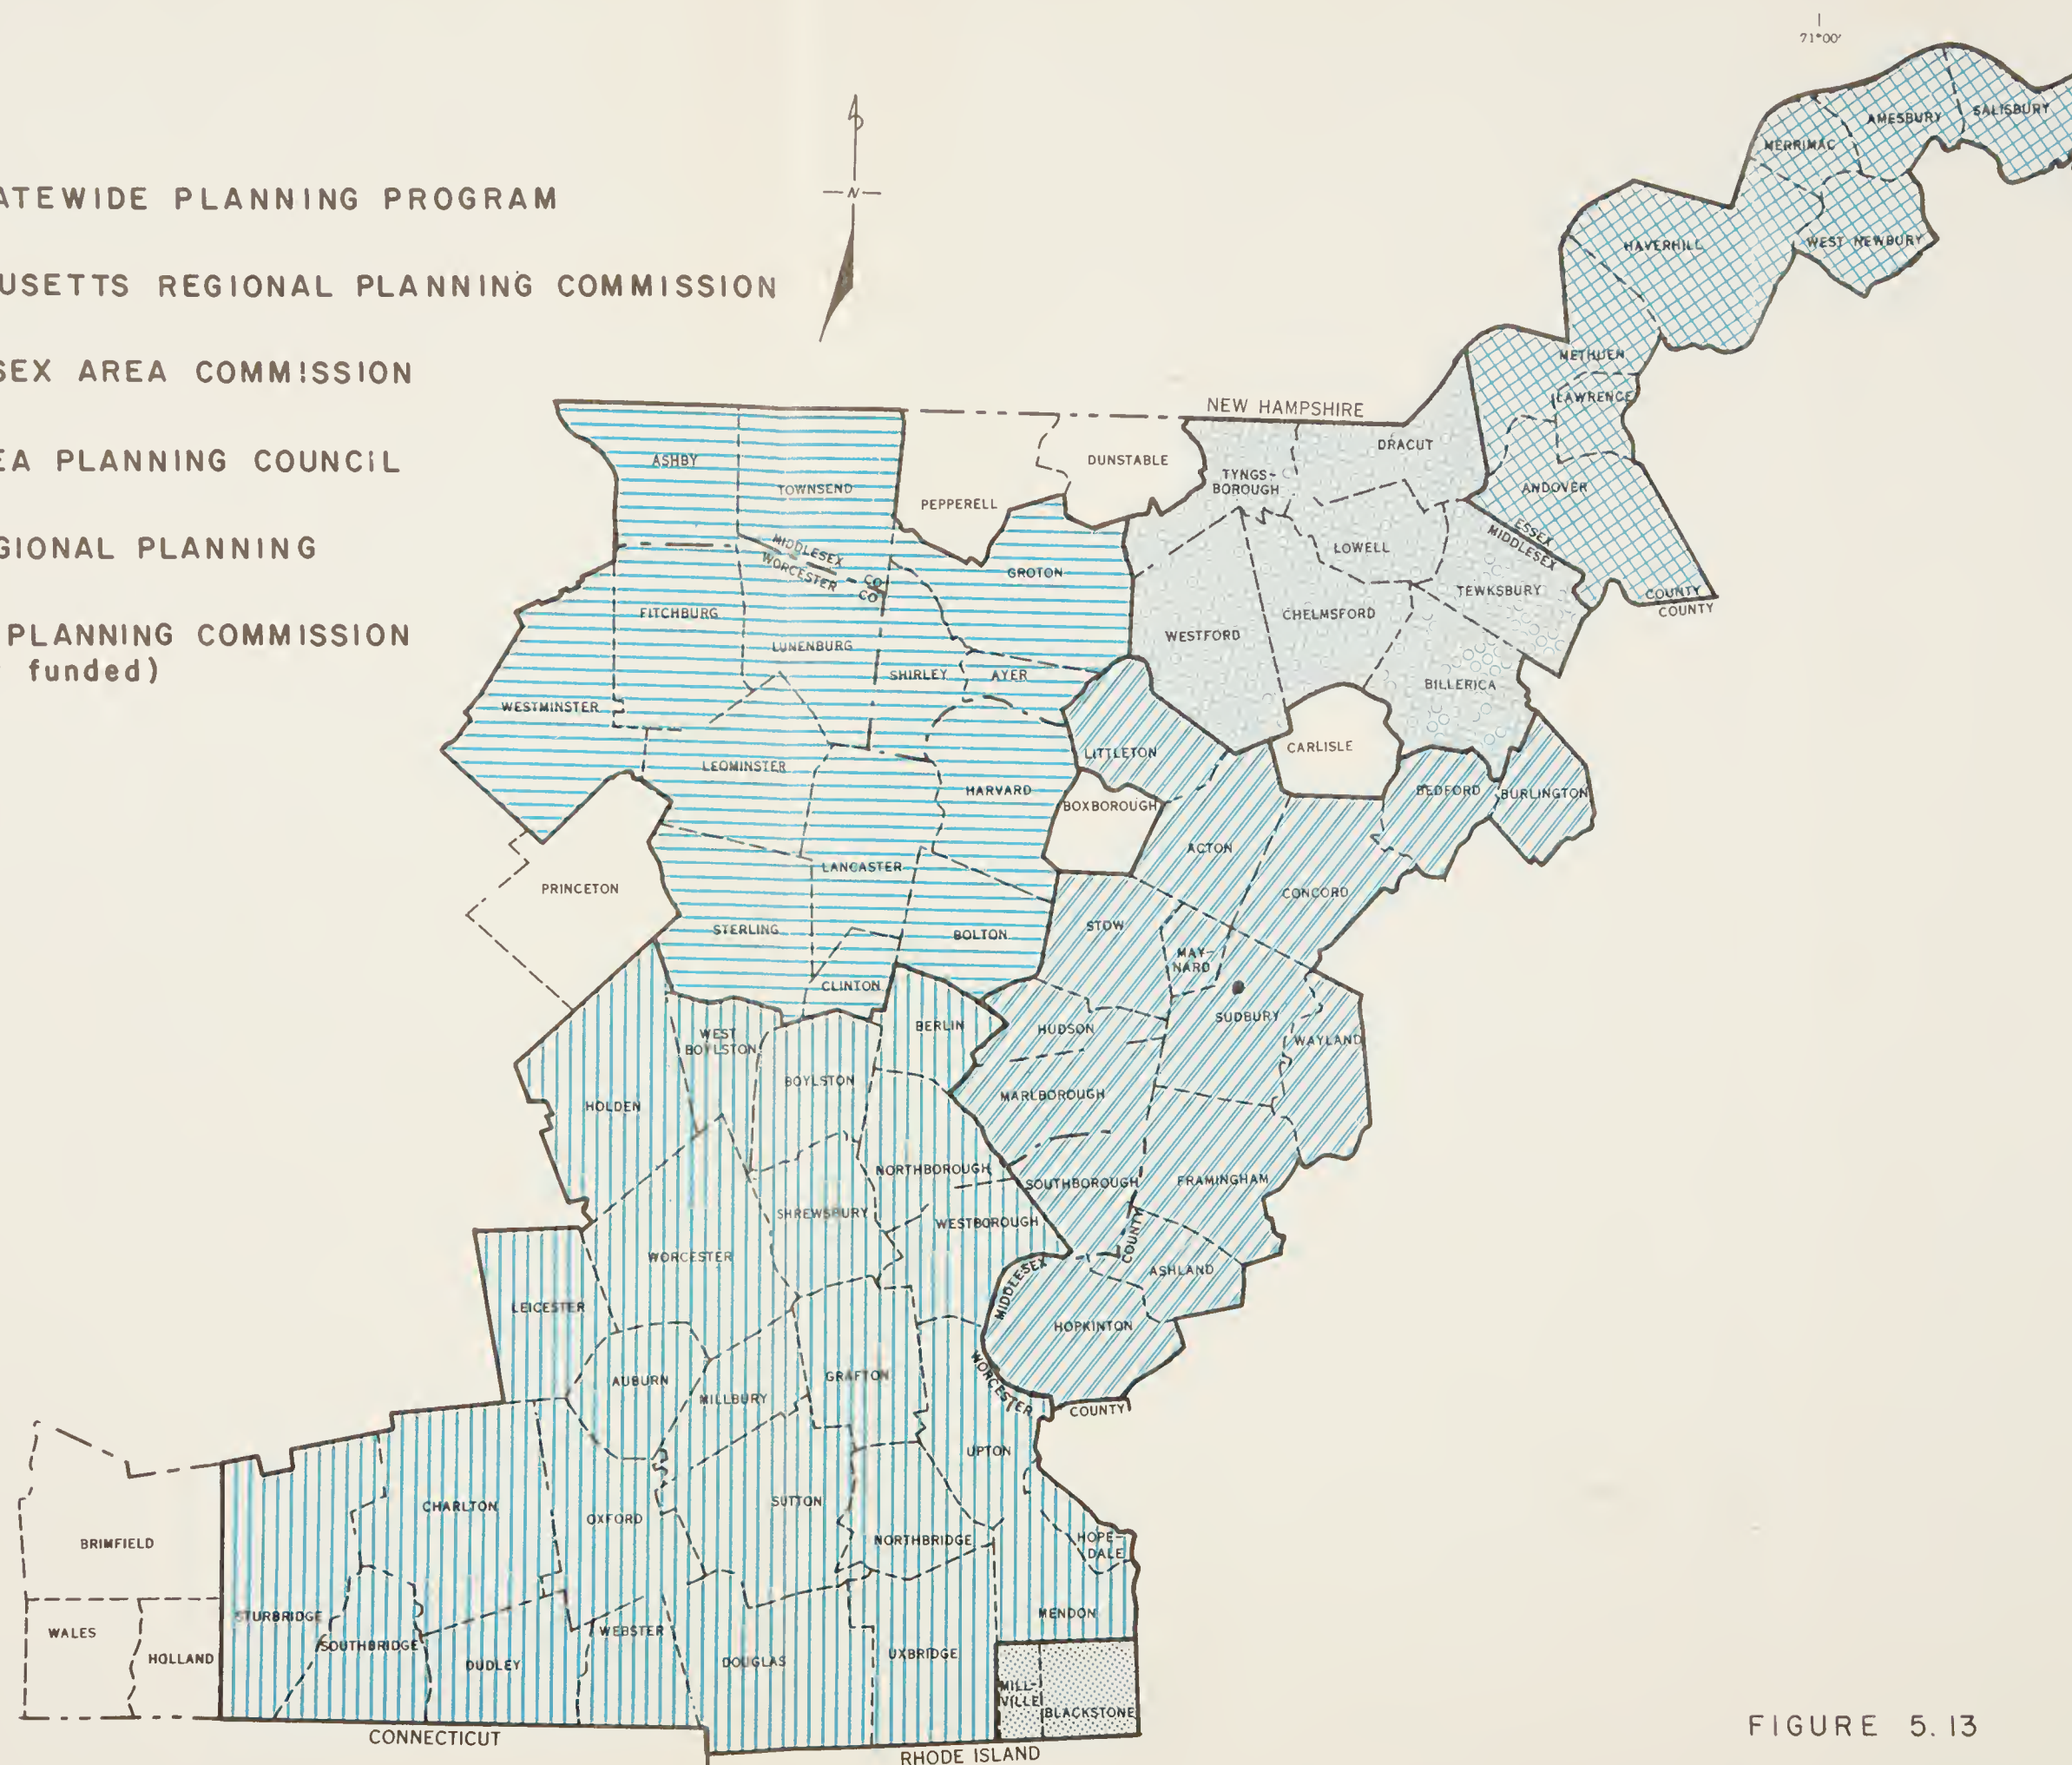 71°00'
ATEWIDE PLANNING PROGRAM
USETTS REGIONAL PLANNING COMMISSION
SEX AREA COMMISSION
EA PLANNING COUNCIL
GIONAL PLANNING
PLANNING COMMISSION
funded)
N
SALISBURY
AMESBURY
MERRIMAC
WEST NEWBURY
HAVERHILL
METHUEN
LAWRENCE
ANDOVER
ESSEX
MIDDLESEX
COUNTY
COUNTY
NEW HAMPSHIRE
DRACUT
TYNGS-
BOROUGH
DUNSTABLE
PEPPERELL
ASHBY
TOWNSEND
MIDDLESEX
WORCESTER
CO
CO
GROTON
LOWELL
TEWKSBURY
CHELMSFORD
WESTFORD
BILLERICA
FITCHBURG
LUNENBURG
SHIRLEY
AYER
WESTMINSTER
LEOMINSTER
HARVARD
LITTLETON
CARLISLE
BOXBOROUGH
BEDFORD
BURLINGTON
ACTON
CONCORD
LANCASTER
PRINCETON
STERLING
BOLTON
STOW
MAY-
NARD
CLINTON
SUDBURY
WAYLAND
BERLIN
HUDSON
WEST
BOYLSTON
BOYLSTON
MARLBOROUGH
HOLDEN
NORTHBOROUGH
SOUTHBOROUGH
FRAMINGHAM
SHREWSBURY
WESTBOROUGH
WORCESTER
COUNTY
ASHLAND
MIDDLESEX
LEICESTER
HOPKINTON
WORCESTER
COUNTY
AUBURN
MILLBURY
GRAFTON
UPTON
CHARLTON
OXFORD
SUTTON
NORTHBRIDGE
HOPE-
DALE
BRIMFIELD
STURBRIDGE
MENDON
WALES
HOLLAND
SOUTHBRIDGE
DUDLEY
WEBSTER
DOUGLAS
UXBRIDGE
MILL-
VILLE
BLACKSTONE
CONNECTICUT
RHODE ISLAND
FIGURE 5.13